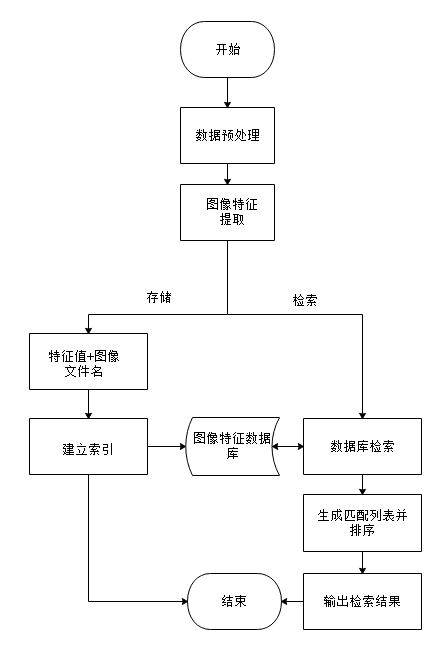 开始
数据预处理
图像特征
提取
存储
检索
特征值+图像
文件名
建立索引
图像特征数据
库
数据库检索
生成匹配列表并
排序
结束
输出检索结果